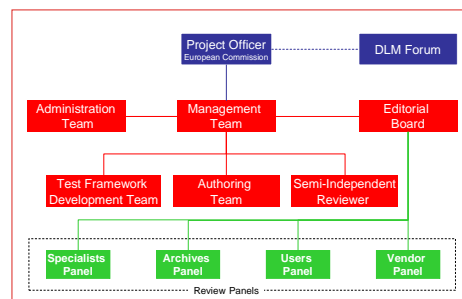 Project Officer
European Commission
DLM Forum
Administration
Team
Management
Team
Editorial
Board
Test Framework
Development Team
Authoring
Team
Semi-Independent
Reviewer
Specialists
Panel
Archives
Panel
Users
Panel
Vendor
Panel
Review Panels